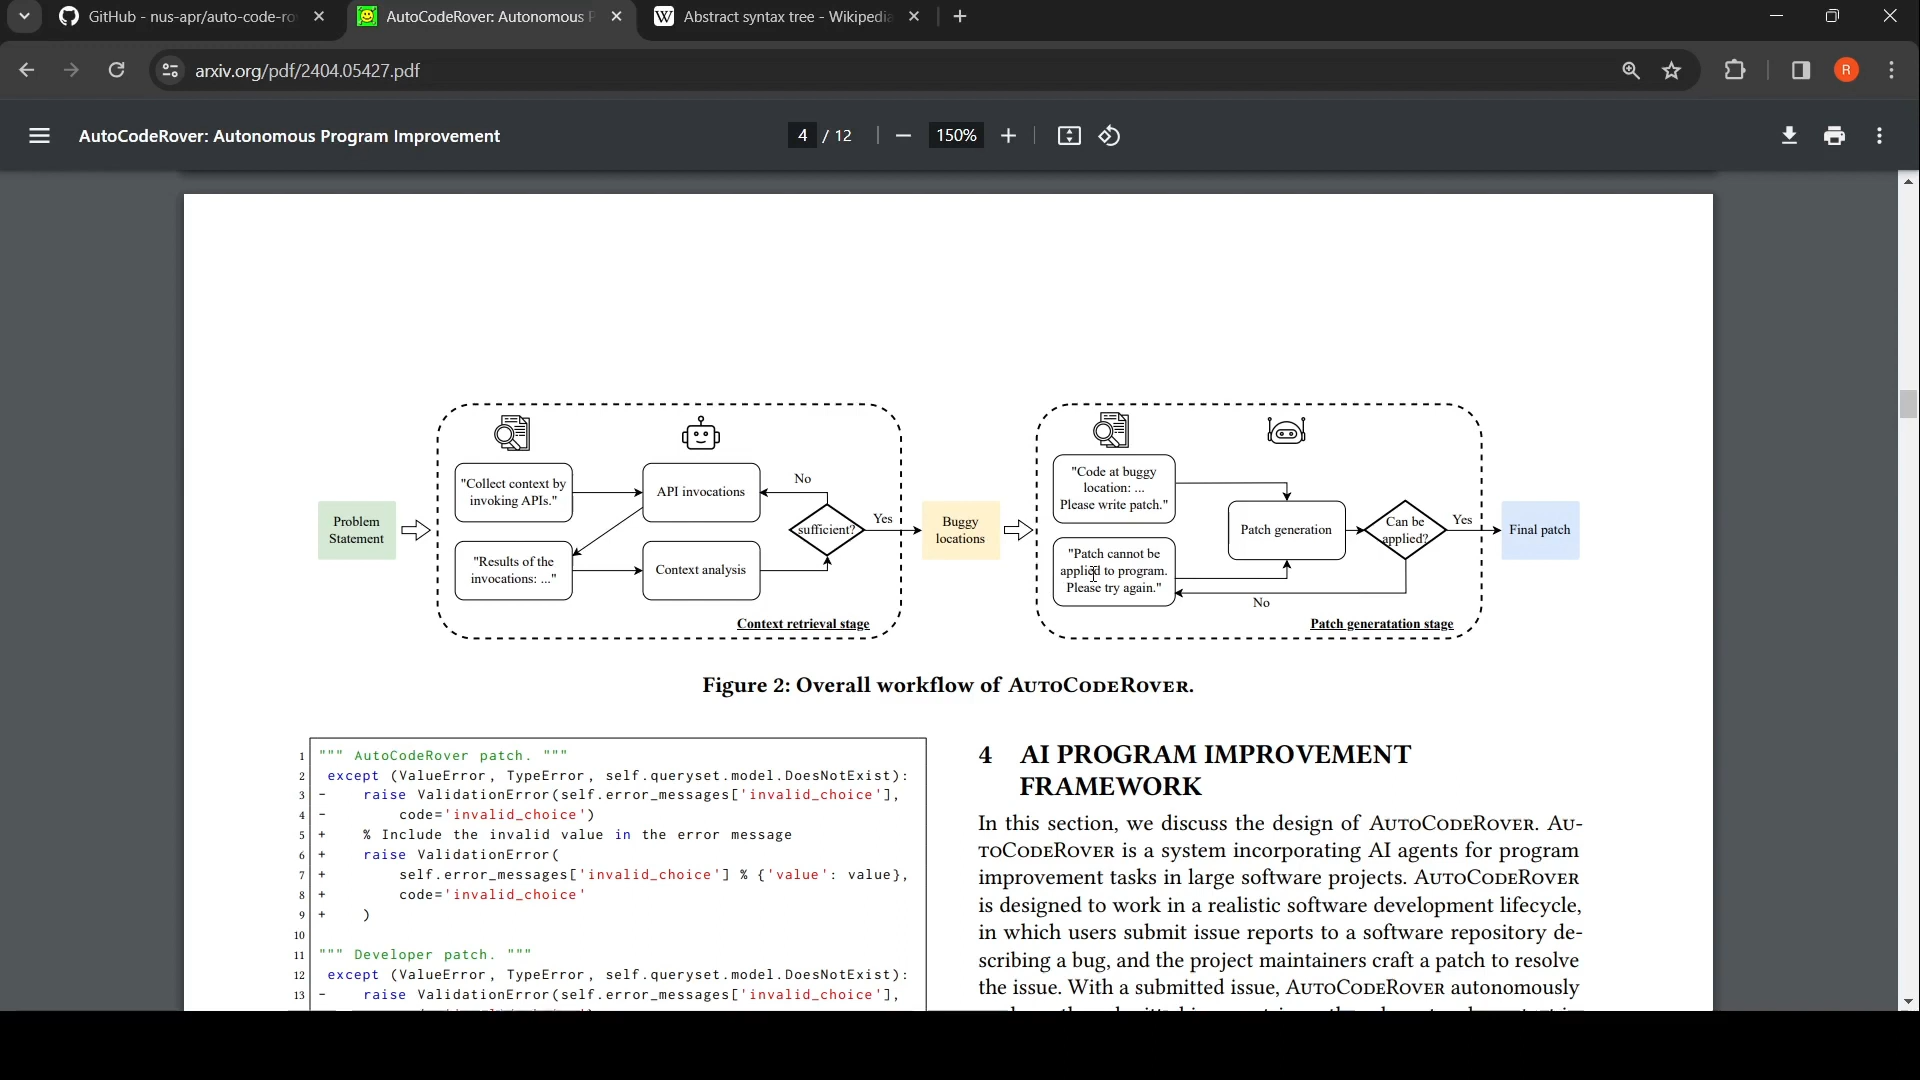 GitHub - nus-apr/auto-code-ro
AutoCodeRover: Autonomous P
Abstract syntax tree - Wikipedia
arxiv.org/pdf/2404.05427.pdf
R
AutoCodeRover: Autonomous Program Improvement
4 / 12
150%
Problem
Statement
"Collect context by
invoking APIs."
API invocations
No
"Results of the
invocations: ..."
Context analysis
sufficient?
Yes
Context retrieval stage
Buggy
locations
"Code at buggy
location: ...
Please write patch."
"Patch cannot be
applied to program.
Please try again."
Patch generation
Can be
applied?
Yes
No
Patch generatation stage
Final patch
Figure 2: Overall workflow of AutoCodeRover.
1 """ AutoCodeRover patch. """
2 except (ValueError, TypeError, self.queryset.model.DoesNotExist):
3 - raise ValidationError(self.error_messages['invalid_choice'],
4 - code='invalid_choice')
5 + % Include the invalid value in the error message
6 + raise ValidationError(
7 + self.error_messages['invalid_choice'] % {'value': value},
8 + code='invalid_choice'
9 + )
10
11 """ Developer patch. """
12 except (ValueError, TypeError, self.queryset.model.DoesNotExist):
13 - raise ValidationError(self.error_messages['invalid_choice'],
4 AI PROGRAM IMPROVEMENT
FRAMEWORK
In this section, we discuss the design of AutoCodeRover. Au-
toCodeRover is a system incorporating AI agents for program
improvement tasks in large software projects. AutoCodeRover
is designed to work in a realistic software development lifecycle,
in which users submit issue reports to a software repository de-
scribing a bug, and the project maintainers craft a patch to resolve
the issue. With a submitted issue, AutoCodeRover autonomously